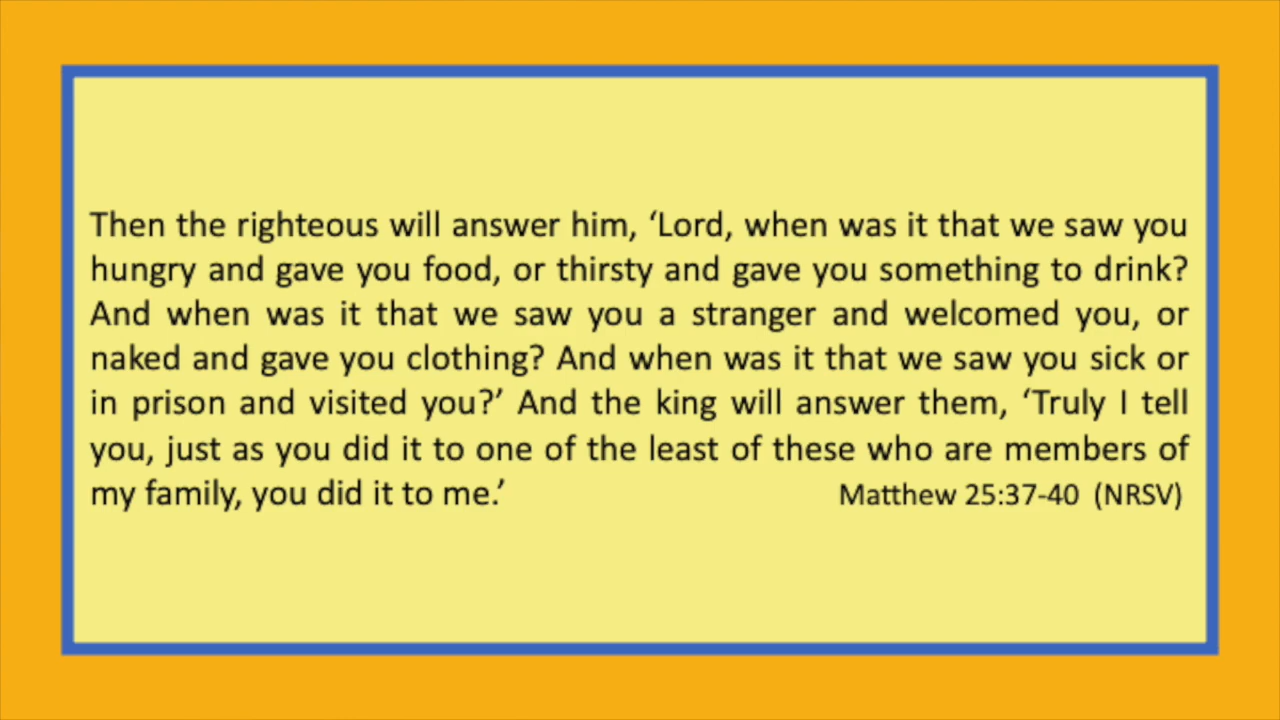 Then the righteous will answer him, ‘Lord, when was it that we saw you
hungry and gave you food, or thirsty and gave you something to drink?
And when was it that we saw you a stranger and welcomed you, or
naked and gave you clothing? And when was it that we saw you sick or
in prison and visited you?’ And the king will answer them, ‘Truly I tell
you, just as you did it to one of the least of these who are members of
my family, you did it to me.’ Matthew 25:37-40 (NRSV)